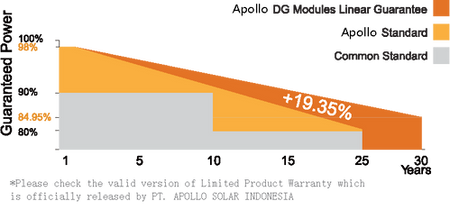 Apollo DG Modules Linear Guarantee
Apollo Standard
Common Standard
Guaranteed Power
100%
98%
90%
84.95%
80%
+19.35%
1 5 10 15 25 30
Years
*Please check the valid version of Limited Product Warranty which
is officially released by PT. APOLLO SOLAR INDONESIA